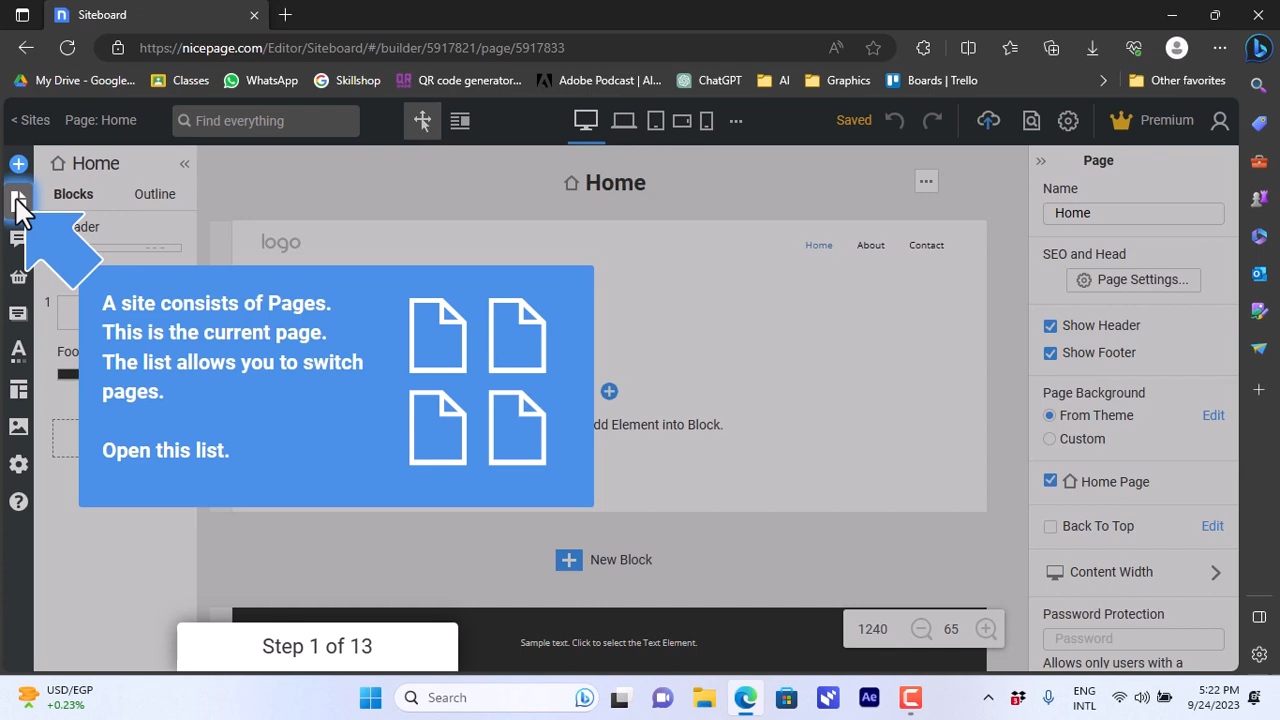 Siteboard
https://nicepage.com/Editor/Siteboard/#/builder/5917821/page/5917833
My Drive - Google...
Classes
WhatsApp
Skillshop
QR code generator...
Adobe Podcast | AI...
ChatGPT
AI
Graphics
Boards | Trello
Other favorites
< Sites
Page: Home
Find everything
Saved
Premium
Home
Blocks
Outline
eader
1
Foo
Home
logo
Home
About
Contact
A site consists of Pages.
This is the current page.
The list allows you to switch
pages.
Open this list.
dd Element into Block.
New Block
Sample text. Click to select the Text Element.
1240
65
Step 1 of 13
Page
Name
Home
SEO and Head
Page Settings...
Show Header
Show Footer
Page Background
From Theme
Edit
Custom
Home Page
Back To Top
Edit
Content Width
Password Protection
Password
Allows only users with a
USD/EGP
+0.23%
Search
Ae
3
ENG
INTL
5:22 PM
9/24/2023